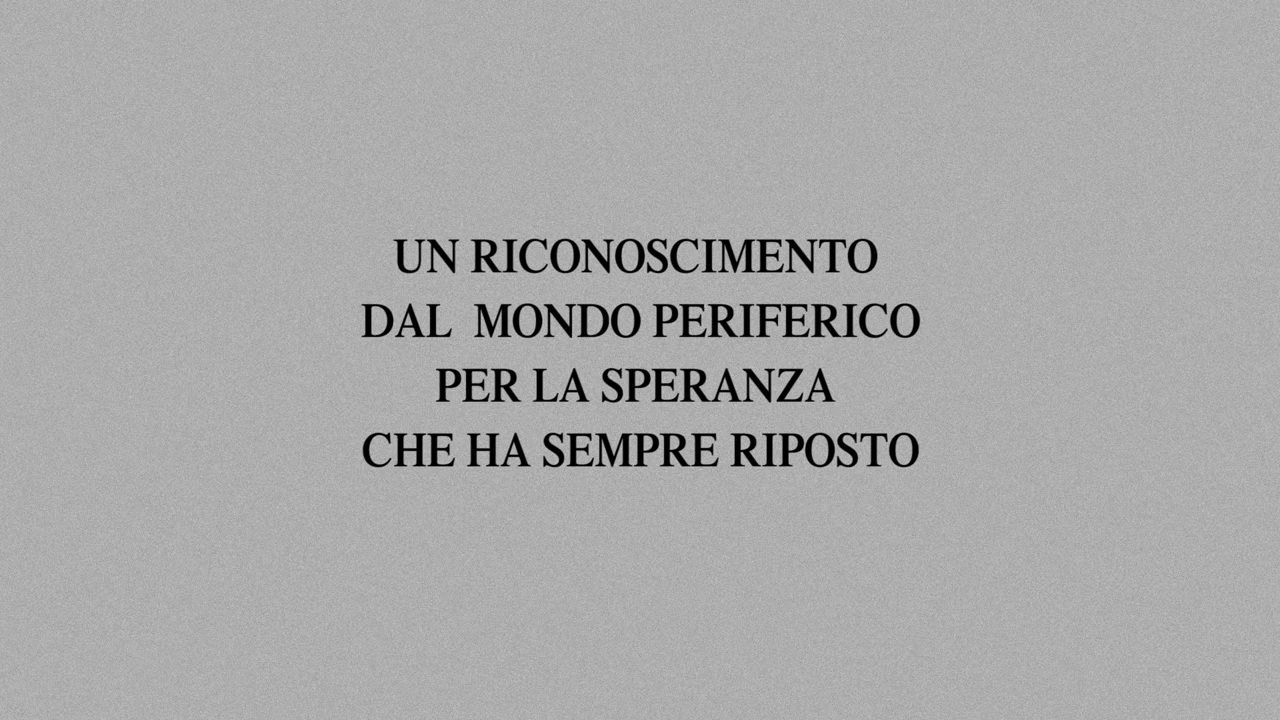 UN RICONOSCIMENTO
DAL  MONDO PERIFERICO
PER LA SPERANZA
CHE HA SEMPRE RIPOSTO